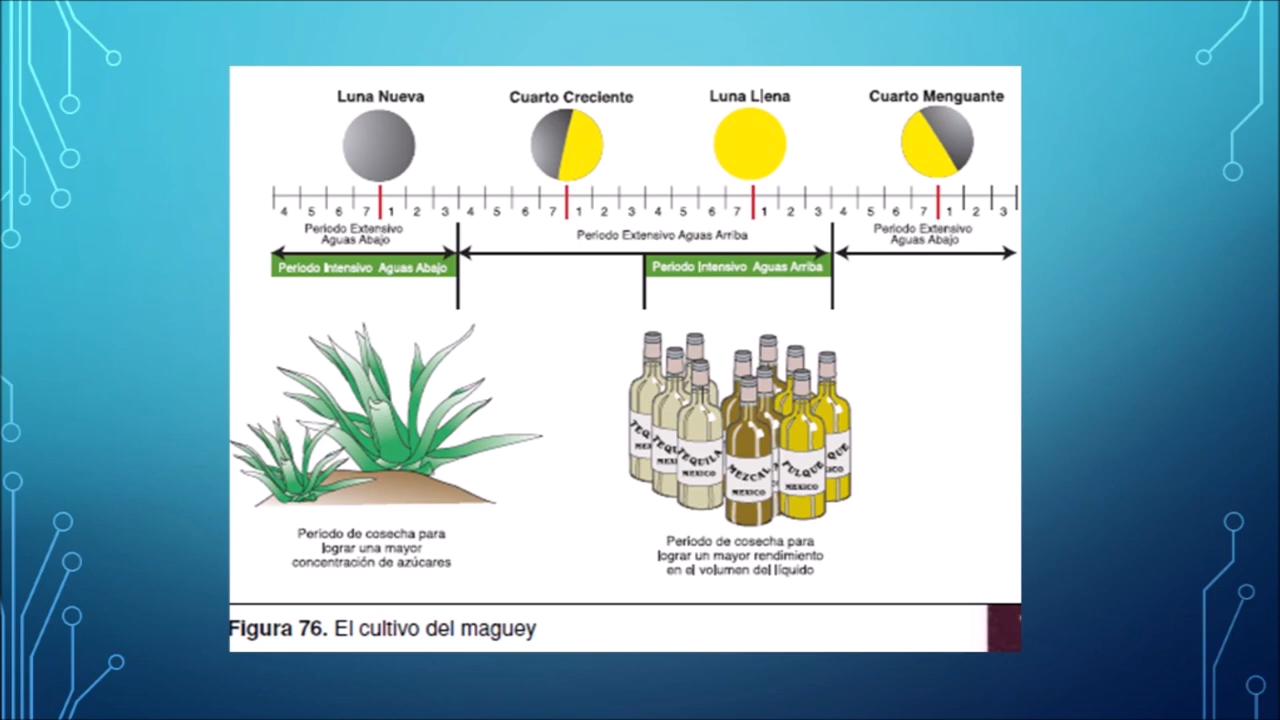 Luna Nueva
Cuarto Creciente
Luna Llena
Cuarto Menguante
4 5 6 7 1 2 3 4 5 6 7 1 2 3 4 5 6 7 1 2 3 4 5 6 7 1 2 3
Periodo Extensivo
Aguas Abajo
Periodo Extensivo Aguas Arriba
Periodo Extensivo
Aguas Abajo
Periodo Intensivo Aguas Abajo
Periodo Intensivo Aguas Arriba
TEQUILA
MEXICO
MEZCAL
MEXICO
PULQUE
MEXICO
Periodo de cosecha para
lograr una mayor
concentración de azúcares
Periodo de cosecha para
lograr un mayor rendimiento
en el volumen del líquido
Figura 76. El cultivo del maguey